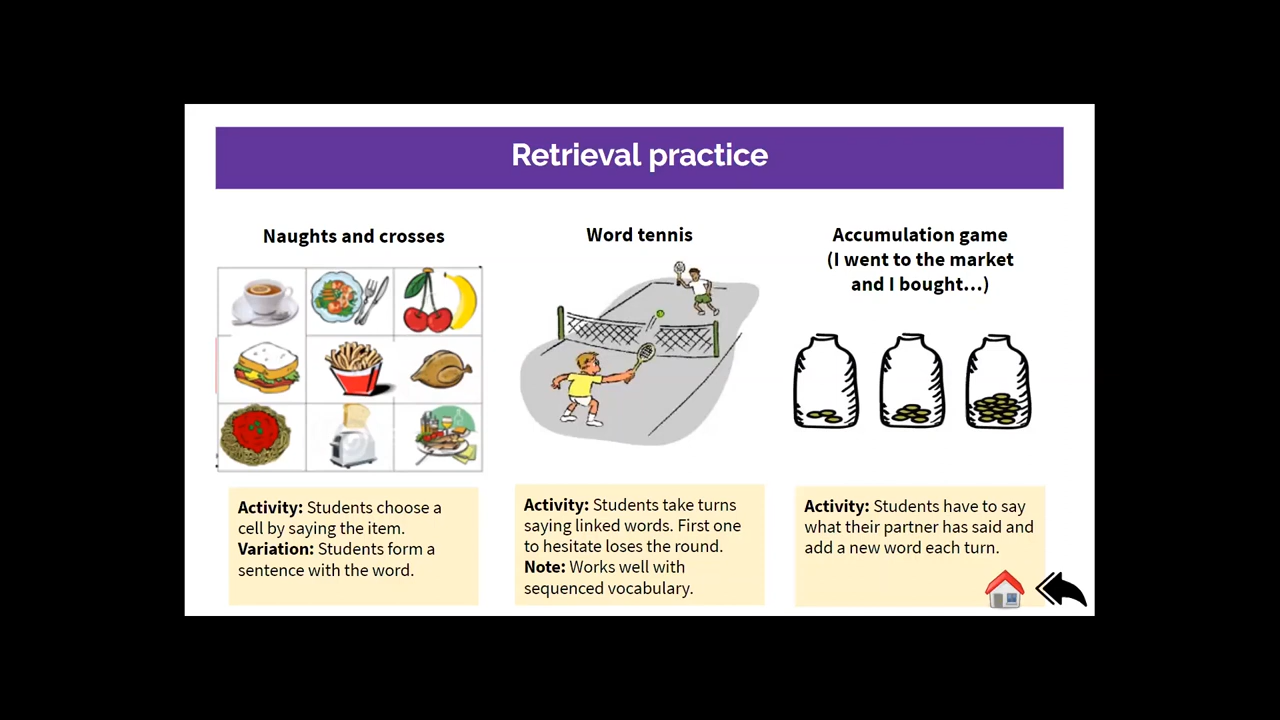 Retrieval practice
Naughts and crosses
Activity: Students choose a
cell by saying the item.
Variation: Students form a
sentence with the word.
Word tennis
Activity: Students take turns
saying linked words. First one
to hesitate loses the round.
Note: Works well with
sequenced vocabulary.
Accumulation game
(I went to the market
and I bought...)
Activity: Students have to say
what their partner has said and
add a new word each turn.